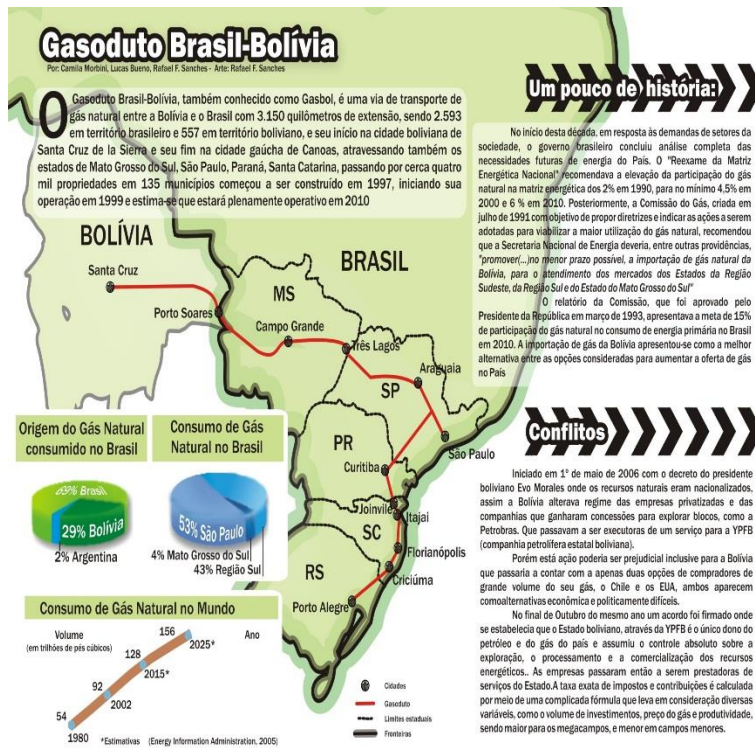 Gasoduto Brasil-Bolívia
Por: Camila Morbini, Lucas Bueno, Rafael F. Sanches - Arte: Rafael F. Sanches
O Gasoduto Brasil-Bolívia, também conhecido como Gasbol, é uma via de transporte de
gás natural entre a Bolívia e o Brasil com 3.150 quilômetros de extensão, sendo 2.593
em território brasileiro e 557 em território boliviano, e seu início na cidade boliviana de
Santa Cruz de la Sierra e seu fim na cidade gaúcha de Canoas, atravessando também os
estados de Mato Grosso do Sul, São Paulo, Paraná, Santa Catarina, passando por cerca quatro
mil propriedades em 135 municípios começou a ser construído em 1997, iniciando sua
operação em 1999 e estima-se que estará plenamente operativo em 2010
BOLÍVIA
BRASIL
Santa Cruz
Porto Soares
MS
Campo Grande
Três Lagos
Araguaia
SP
São Paulo
PR
Curitiba
Joinvile
Itajai
SC
Florianópolis
Criciúma
RS
Porto Alegre
Origem do Gás Natural
consumido no Brasil
69% Brasil
29% Bolívia
2% Argentina
Consumo de Gás
Natural no Brasil
53% São Paulo
4% Mato Grosso do Sul
43% Região Sul
Consumo de Gás Natural no Mundo
Volume
(em trilhões de pés cúbicos)
Ano
156
2025*
128
2015*
92
2002
54
1980
*Estimativas (Energy Information Administration, 2005)
Cidades
Gasoduto
Limites estaduais
Fronteiras
Um pouco de história:
No início desta década, em resposta às demandas de setores da
sociedade, o governo brasileiro concluiu análise completa das
necessidades futuras de energia do País. O "Reexame da Matriz
Energética Nacional" recomendava a elevação da participação do gás
natural na matriz energética dos 2% em 1990, para no mínimo 4,5% em
2000 e 6 % em 2010. Posteriormente, a Comissão do Gás, criada em
julho de 1991 com objetivo de propor diretrizes e indicar as ações a serem
adotadas para viabilizar a maior utilização do gás natural, recomendou
que a Secretaria Nacional de Energia deveria, entre outras providências,
"promover(...)no menor prazo possível, a importação de gás natural da
Bolívia, para o atendimento dos mercados dos Estados da Região
Sudeste, da Região Sul e do Estado do Mato Grosso do Sul"
O relatório da Comissão, que foi aprovado pelo
Presidente da República em março de 1993, apresentava a meta de 15%
de participação do gás natural no consumo de energia primária no Brasil
em 2010. A importação de gás da Bolívia apresentou-se como a melhor
alternativa entre as opções consideradas para aumentar a oferta de gás
no País
Conflitos
Iniciado em 1º de maio de 2006 com o decreto do presidente
boliviano Evo Morales onde os recursos naturais eram nacionalizados,
assim a Bolívia alterava regime das empresas privatizadas e das
companhias que ganharam concessões para explorar blocos, como a
Petrobras. Que passavam a ser executoras de um serviço para a YPFB
(companhia petrolífera estatal boliviana).
Porém está ação poderia ser prejudicial inclusive para a Bolívia
que passaria a contar com a apenas duas opções de compradores de
grande volume do seu gás, o Chile e os EUA, ambos aparecem
comoalternativas econômica e politicamente difíceis.
No final de Outubro do mesmo ano um acordo foi firmado onde
se estabelecia que o Estado boliviano, através da YPFB é o único dono do
petróleo e do gás do país e assumiu o controle absoluto sobre a
exploração, o processamento e a comercialização dos recursos
energéticos.. As empresas passaram então a serem prestadoras de
serviços do Estado.A taxa exata de impostos e contribuições é calculada
por meio de uma complicada fórmula que leva em consideração diversas
variáveis, como o volume de investimentos, preço do gás e produtividade,
sendo maior para os megacampos, e menor em campos menores.